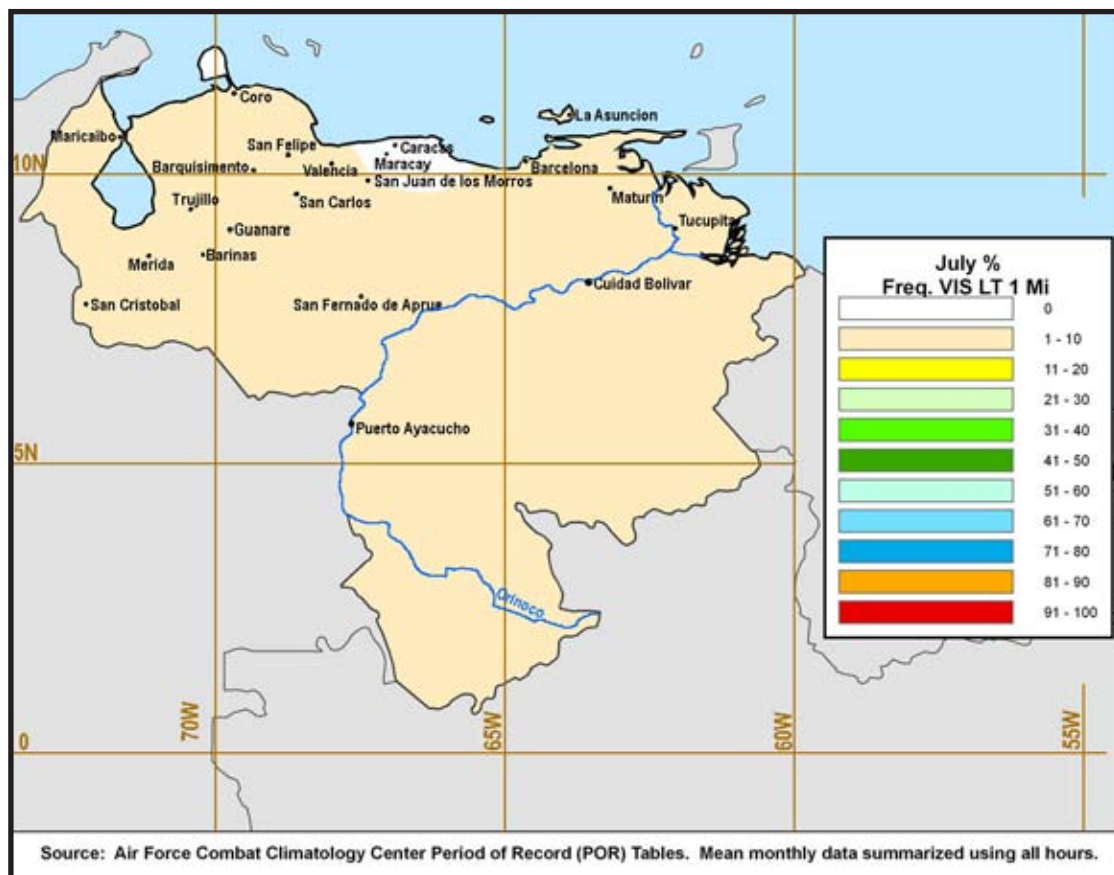 Coro
La Asuncion
Maricaibo
San Felipe
Caracas
10N
Barquisimento
Valencia
Maracay
Barcelona
San Juan de los Morros
Trujillo
San Carlos
Maturin
Guanare
Tucupita
Merida
Barinas
San Cristobal
San Fernado de Aprue
Cuidad Bolivar
Puerto Ayacucho
5N
Orinoco
70W
65W
60W
55W
0
July %
Freq. VIS LT 1 Mi
0
1 - 10
11 - 20
21 - 30
31 - 40
41 - 50
51 - 60
61 - 70
71 - 80
81 - 90
91 - 100
Source: Air Force Combat Climatology Center Period of Record (POR) Tables. Mean monthly data summarized using all hours.